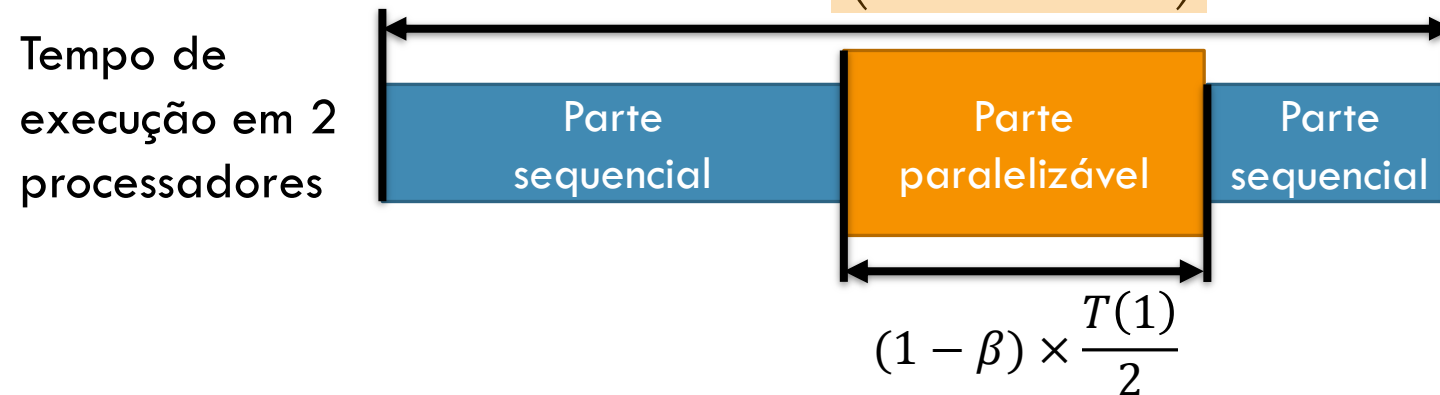 Tempo de
execução em 2
processadores
Parte
sequencial
Parte
paralelizável
Parte
sequencial
(1 − β) × T(1)/2